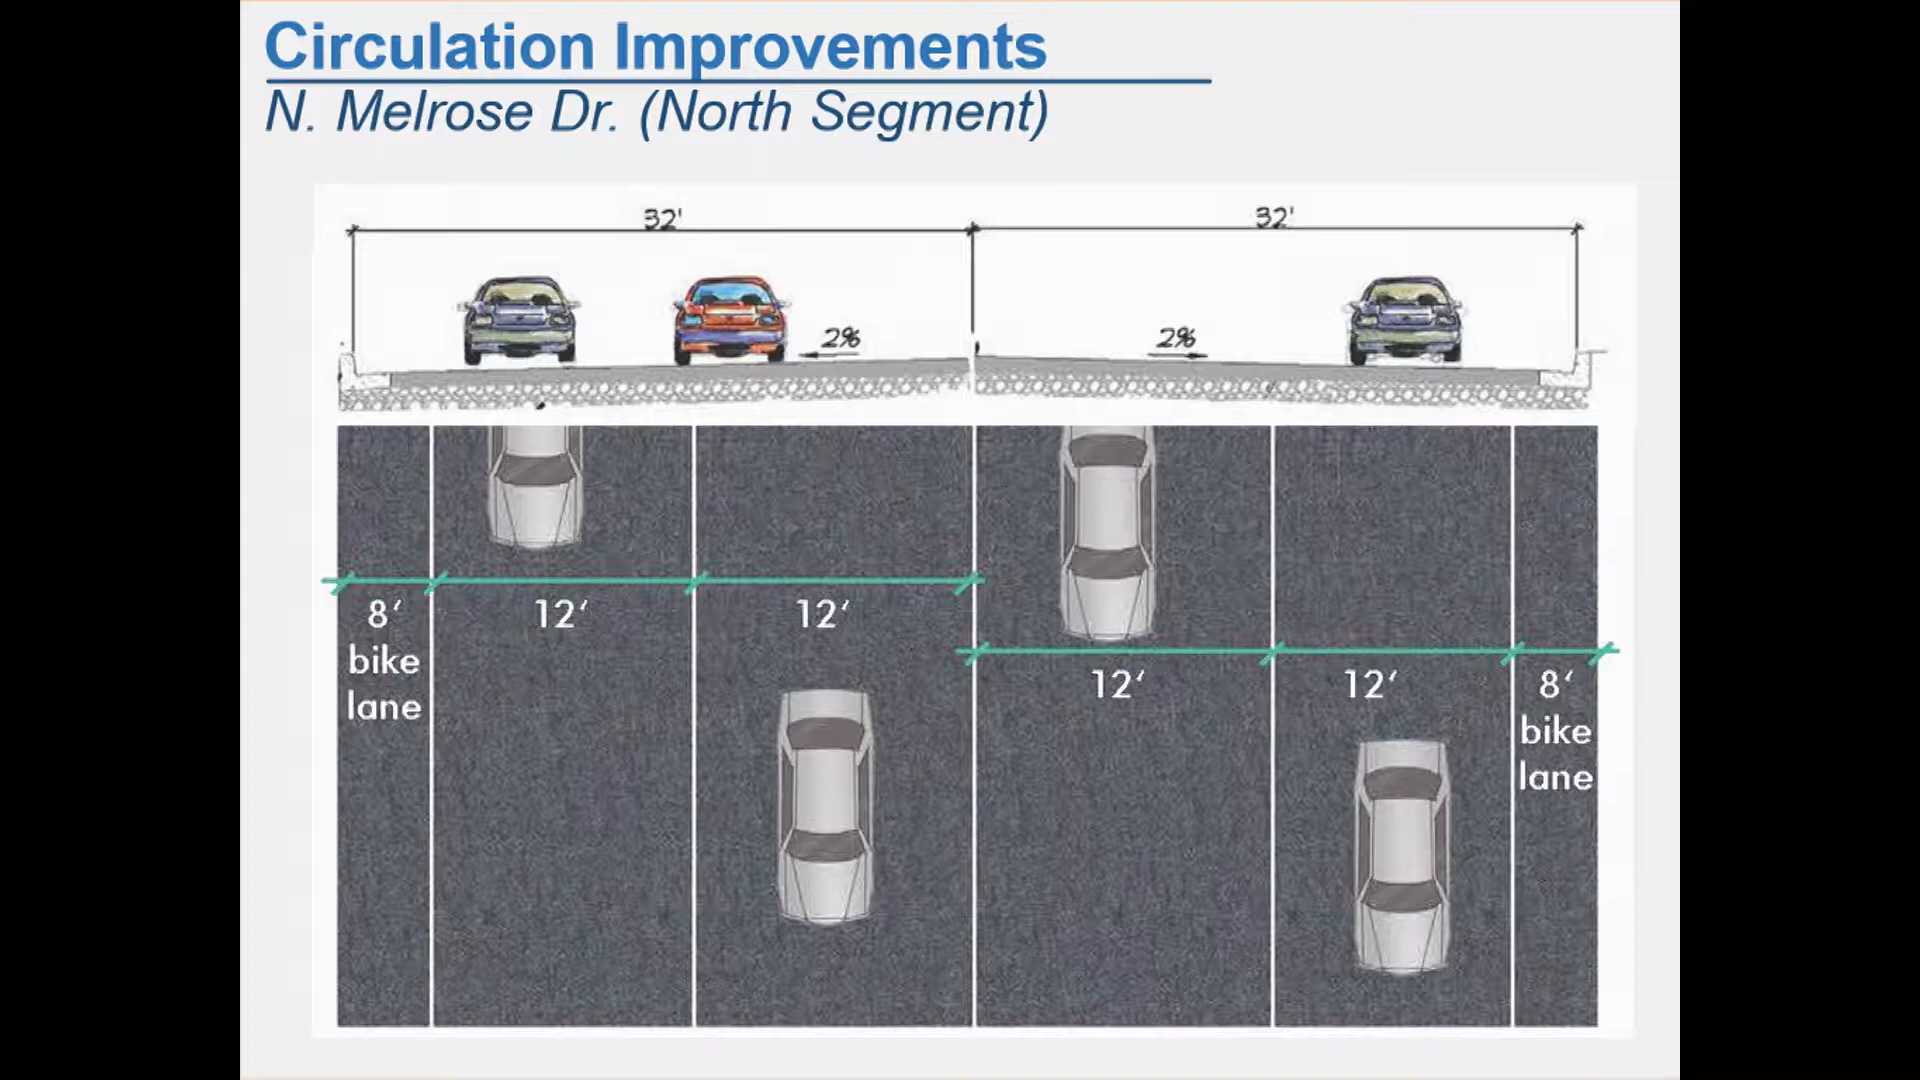 Circulation Improvements
N. Melrose Dr. (North Segment)
32' 32'
2% 2%
8‘ 12‘ 12‘
bike
lane
12‘ 12‘ 8‘
bike
lane